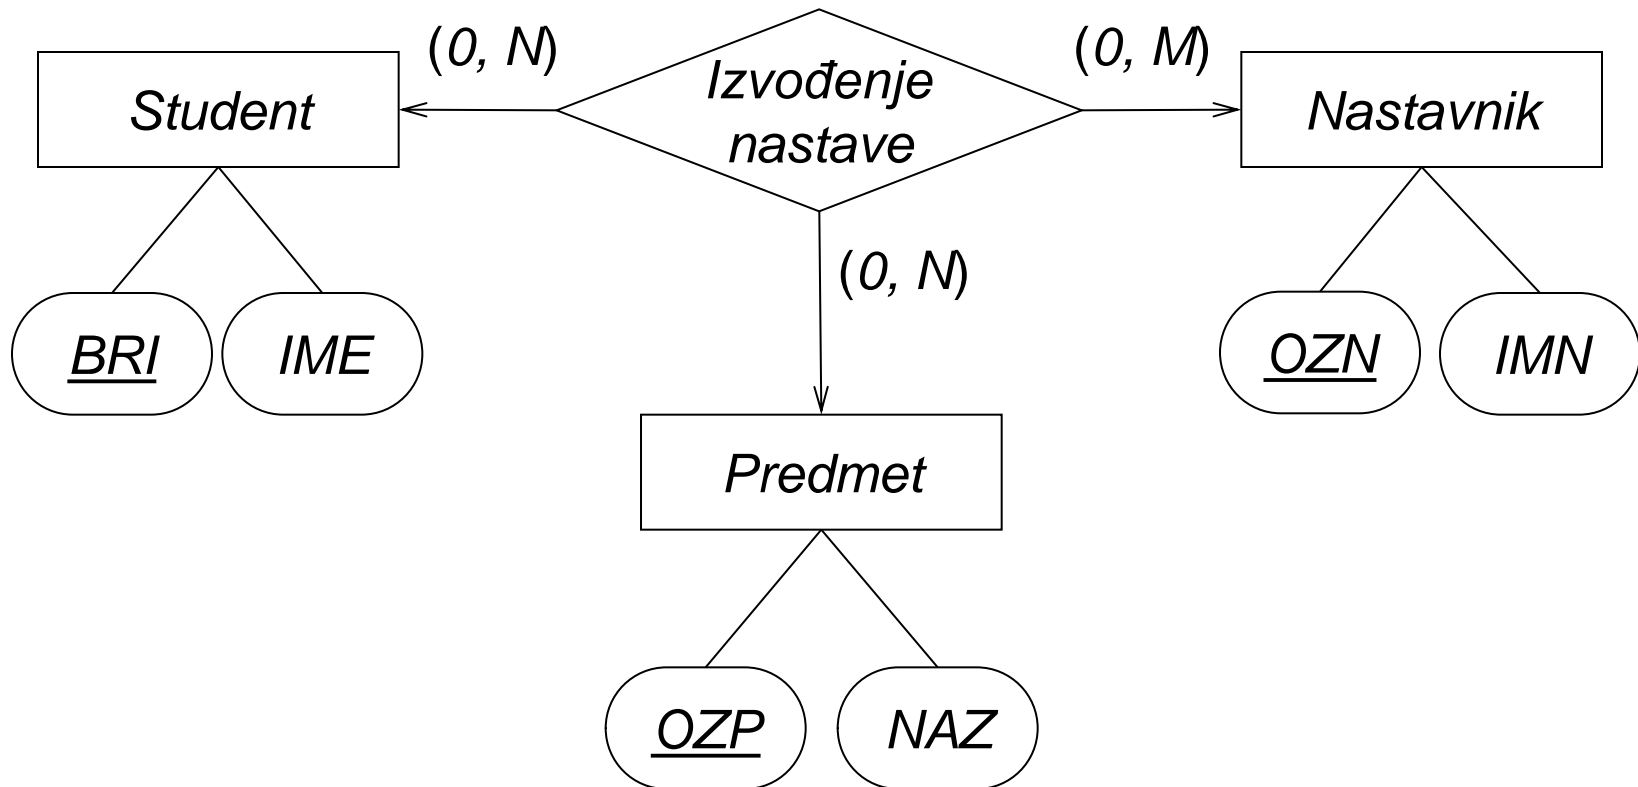 (0, N)
(0, M)
Student
Izvođenje
nastave
Nastavnik
(0, N)
BRI
IME
OZN
IMN
Predmet
OZP
NAZ